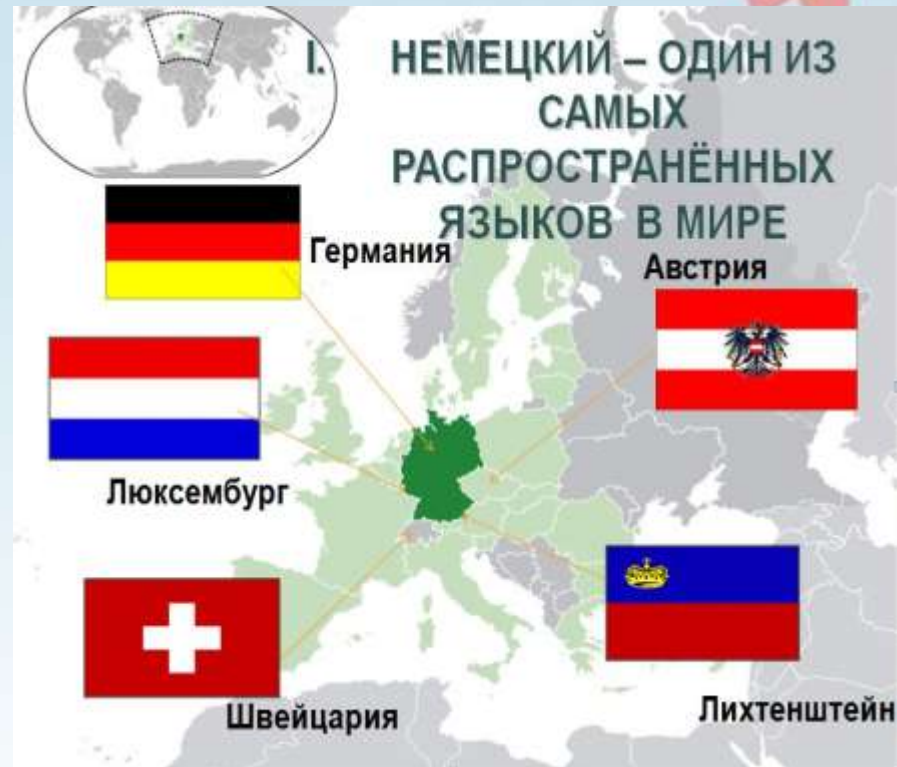 I. НЕМЕЦКИЙ – ОДИН ИЗ
САМЫХ
РАСПРОСТРАНЁННЫХ
ЯЗЫКОВ В МИРЕ
Германия
Австрия
Люксембург
Швейцария
Лихтенштейн